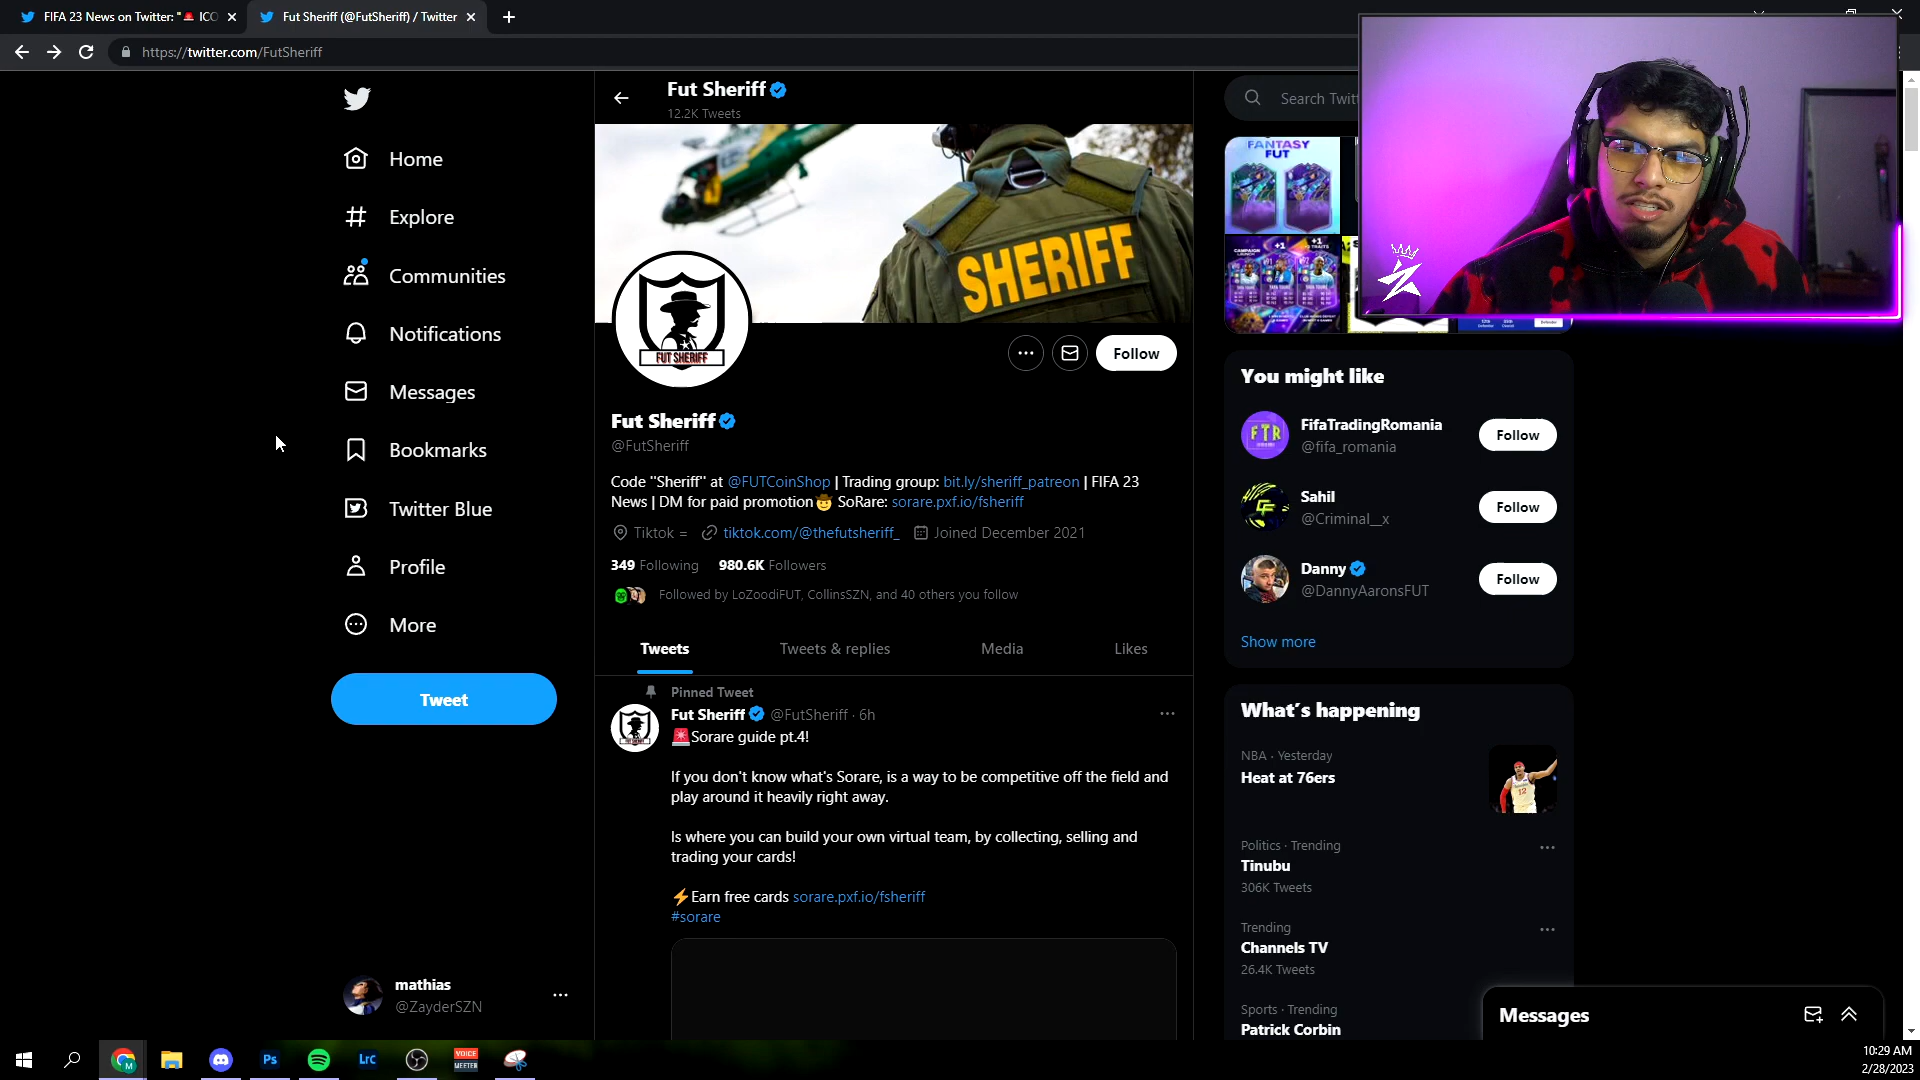 FIFA 23 News on Twitter: "🚨 ICO
Fut Sheriff (@FutSheriff) / Twitter
https://twitter.com/FutSheriff
Home
Explore
Communities
Notifications
Messages
Bookmarks
Twitter Blue
Profile
More
Tweet
mathias
@ZayderSZN
Fut Sheriff
12.2K Tweets
SHERIFF
FUT SHERIFF
Follow
Fut Sheriff
@FutSheriff
Code "Sheriff" at @FUTCoinShop | Trading group: bit.ly/sheriff_patreon | FIFA 23
News | DM for paid promotion🤠 SoRare: sorare.pxf.io/fsheriff
Tiktok = tiktok.com/@thefutsheriff_ Joined December 2021
349 Following 980.6K Followers
Followed by LoZoodiFUT, CollinsSZN, and 40 others you follow
Tweets Tweets & replies Media Likes
Pinned Tweet
Fut Sheriff @FutSheriff · 6h
🚨Sorare guide pt.4!
If you don't know what's Sorare, is a way to be competitive off the field and
play around it heavily right away.
Is where you can build your own virtual team, by collecting, selling and
trading your cards!
⚡Earn free cards sorare.pxf.io/fsheriff
#sorare
Search Twitt
FANTASY
FUT
You might like
FifaTradingRomania
@fifa_romania
Follow
FTR
Sahil
@Criminal__x
Follow
Danny
@DannyAaronsFUT
Follow
Show more
What's happening
NBA · Yesterday
Heat at 76ers
Politics · Trending
Tinubu
306K Tweets
Trending
Channels TV
26.4K Tweets
Sports · Trending
Patrick Corbin
Messages
Ps
LrC
VOICE
MEETER
10:29 AM
2/28/2023